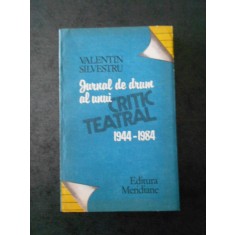 VALENTIN
SILVESTRU
Jurnal de drum
al unui
CRITIC
TEATRAL
1944-1984
Editura
Meridiane